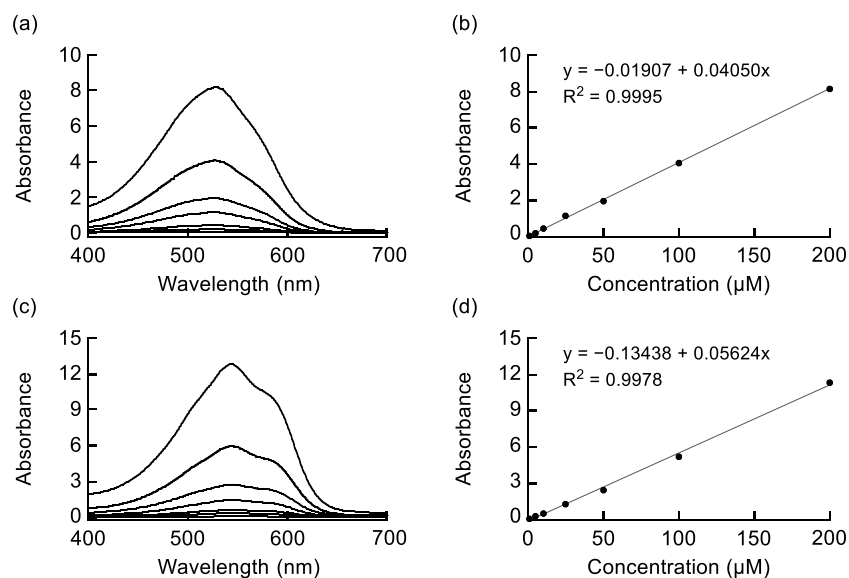 (a)
10
8
6
4
2
0
400
500
600
700
Absorbance
Wavelength (nm)
(b)
10
8
6
4
2
0
0
50
100
150
200
Absorbance
Concentration (µM)
y = −0.01907 + 0.04050x
R² = 0.9995
(c)
15
12
9
6
3
0
400
500
600
700
Absorbance
Wavelength (nm)
(d)
15
12
9
6
3
0
0
50
100
150
200
Absorbance
Concentration (µM)
y = −0.13438 + 0.05624x
R² = 0.9978